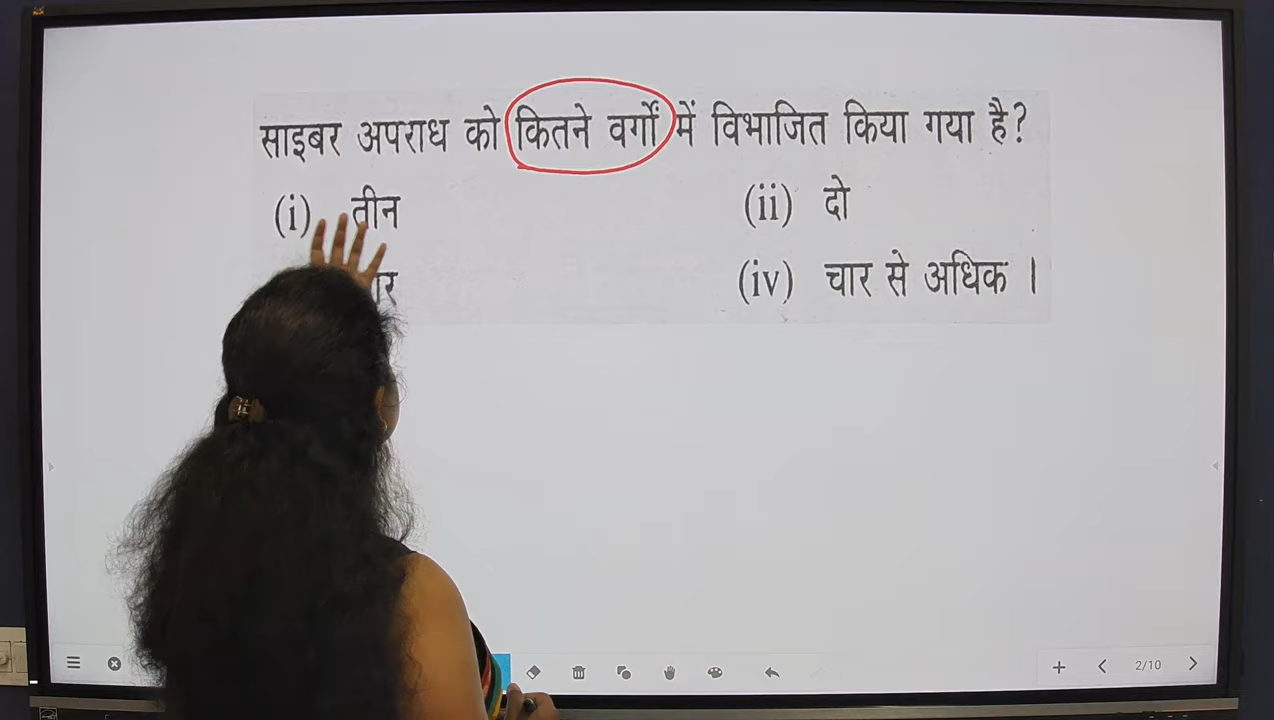 साइबर अपराध को कितने वर्गों में विभाजित किया गया है?
(i) तीन (ii) दो
(iv) चार से अधिक ।
2/10